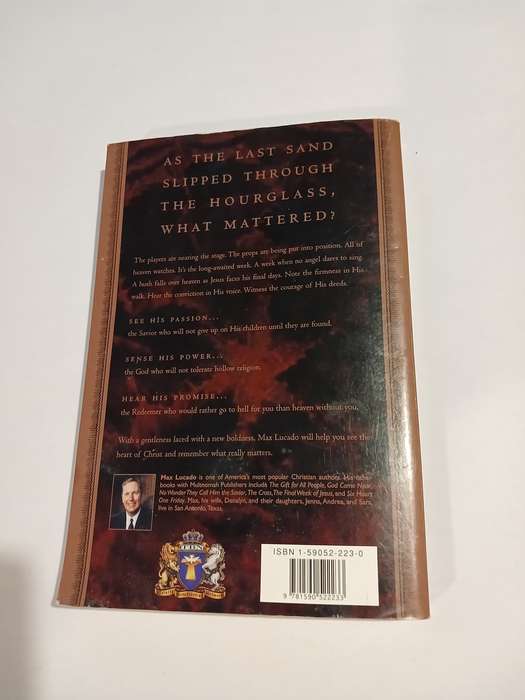 AS THE LAST SAND
SLIPPED THROUGH
THE HOURGLASS,
WHAT MATTERED?
The players are nearing the stage. The props are being put into position. All of
heaven watches. It's the long-awaited week. A week when no angel dares to sing.
A hush falls over heaven as Jesus faces his final days. Note the firmness in His
walk. Hear the conviction in His voice. Witness the courage of His deeds.
SEE HIS PASSION...
the Savior who will not give up on His children until they are found.
SENSE HIS POWER...
the God who will not tolerate hollow religion.
HEAR HIS PROMISE...
the Redeemer who would rather go to hell for you than heaven without you.
With a gentleness laced with a new boldness, Max Lucado will help you see the
heart of Christ and remember what really matters.
Max Lucado is one of America's most popular Christian authors. His other
books with Multnomah Publishers include The Gift for All People, God Came Near,
No Wonder They Call Him the Savior, The Cross, The Final Week of Jesus, and Six Hours
One Friday. Max, his wife, Denalyn, and their daughters, Jenna, Andrea, and Sara,
live in San Antonio, Texas.
ISBN 1-59052-223-0
9 781590 522233